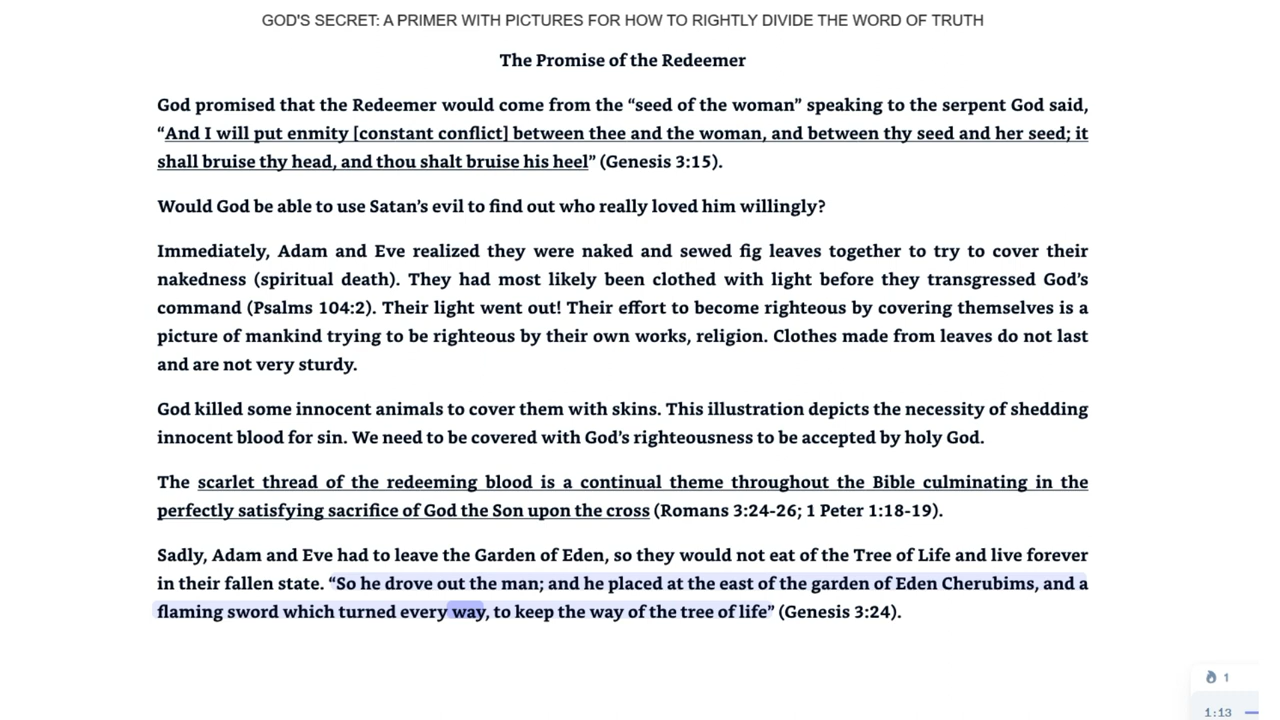 GOD'S SECRET: A PRIMER WITH PICTURES FOR HOW TO RIGHTLY DIVIDE THE WORD OF TRUTH
The Promise of the Redeemer
God promised that the Redeemer would come from the “seed of the woman” speaking to the serpent God said,
“And I will put enmity [constant conflict] between thee and the woman, and between thy seed and her seed; it
shall bruise thy head, and thou shalt bruise his heel” (Genesis 3:15).
Would God be able to use Satan’s evil to find out who really loved him willingly?
Immediately, Adam and Eve realized they were naked and sewed fig leaves together to try to cover their
nakedness (spiritual death). They had most likely been clothed with light before they transgressed God’s
command (Psalms 104:2). Their light went out! Their effort to become righteous by covering themselves is a
picture of mankind trying to be righteous by their own works, religion. Clothes made from leaves do not last
and are not very sturdy.
God killed some innocent animals to cover them with skins. This illustration depicts the necessity of shedding
innocent blood for sin. We need to be covered with God’s righteousness to be accepted by holy God.
The scarlet thread of the redeeming blood is a continual theme throughout the Bible culminating in the
perfectly satisfying sacrifice of God the Son upon the cross (Romans 3:24-26; 1 Peter 1:18-19).
Sadly, Adam and Eve had to leave the Garden of Eden, so they would not eat of the Tree of Life and live forever
in their fallen state. “So he drove out the man; and he placed at the east of the garden of Eden Cherubims, and a
flaming sword which turned every way, to keep the way of the tree of life” (Genesis 3:24).
1
1:13